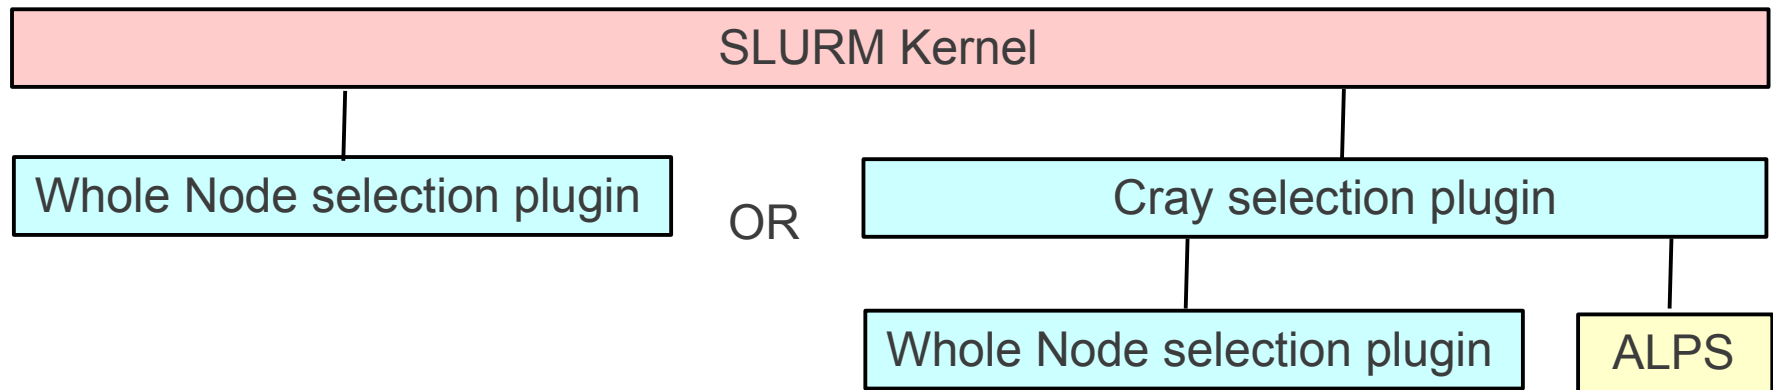 SLURM Kernel
Whole Node selection plugin
OR
Cray selection plugin
Whole Node selection plugin
ALPS